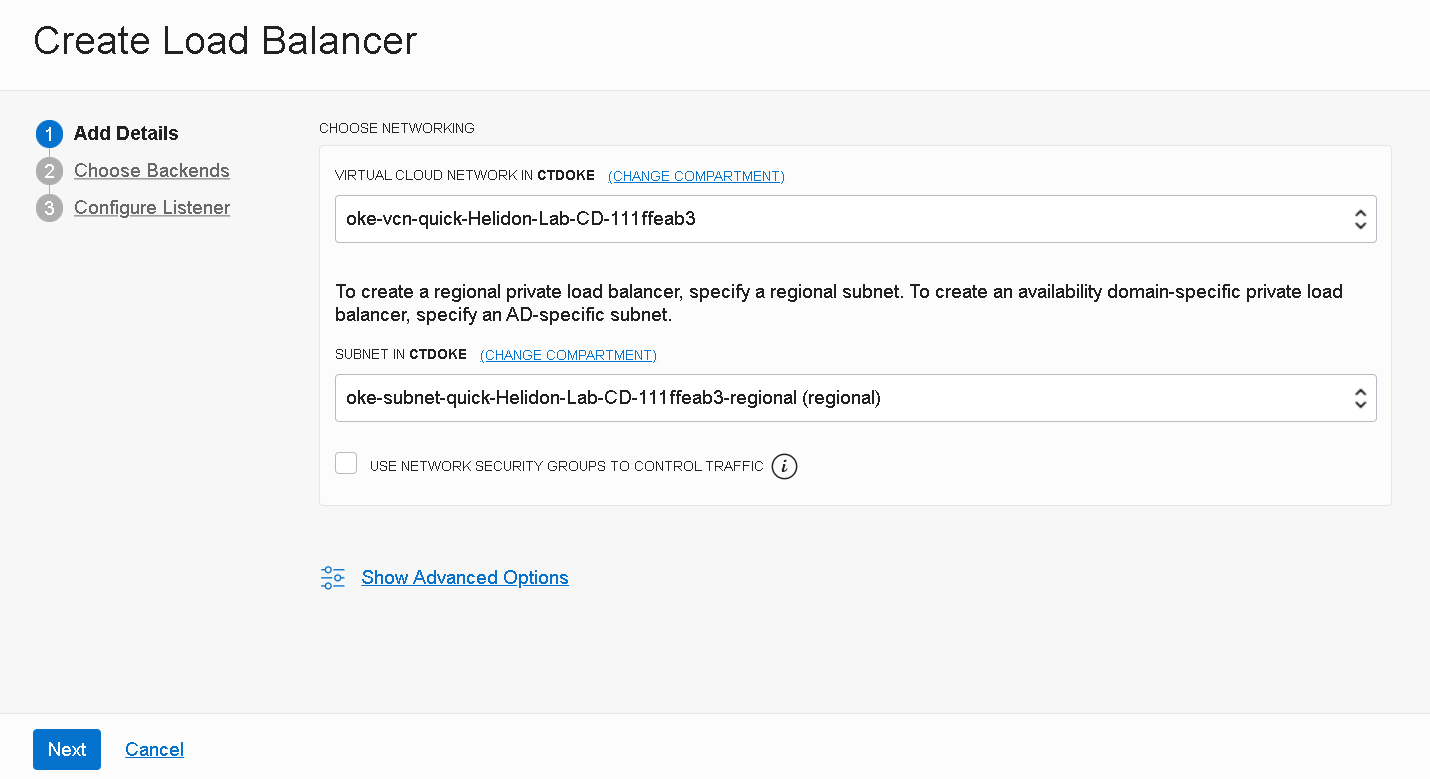 Create Load Balancer
1 Add Details
2 Choose Backends
3 Configure Listener
CHOOSE NETWORKING
VIRTUAL CLOUD NETWORK IN CTDOKE (CHANGE COMPARTMENT)
oke-vcn-quick-Helidon-Lab-CD-111ffeab3
To create a regional private load balancer, specify a regional subnet. To create an availability domain-specific private load
balancer, specify an AD-specific subnet.
SUBNET IN CTDOKE (CHANGE COMPARTMENT)
oke-subnet-quick-Helidon-Lab-CD-111ffeab3-regional (regional)
USE NETWORK SECURITY GROUPS TO CONTROL TRAFFIC i
Show Advanced Options
Next Cancel